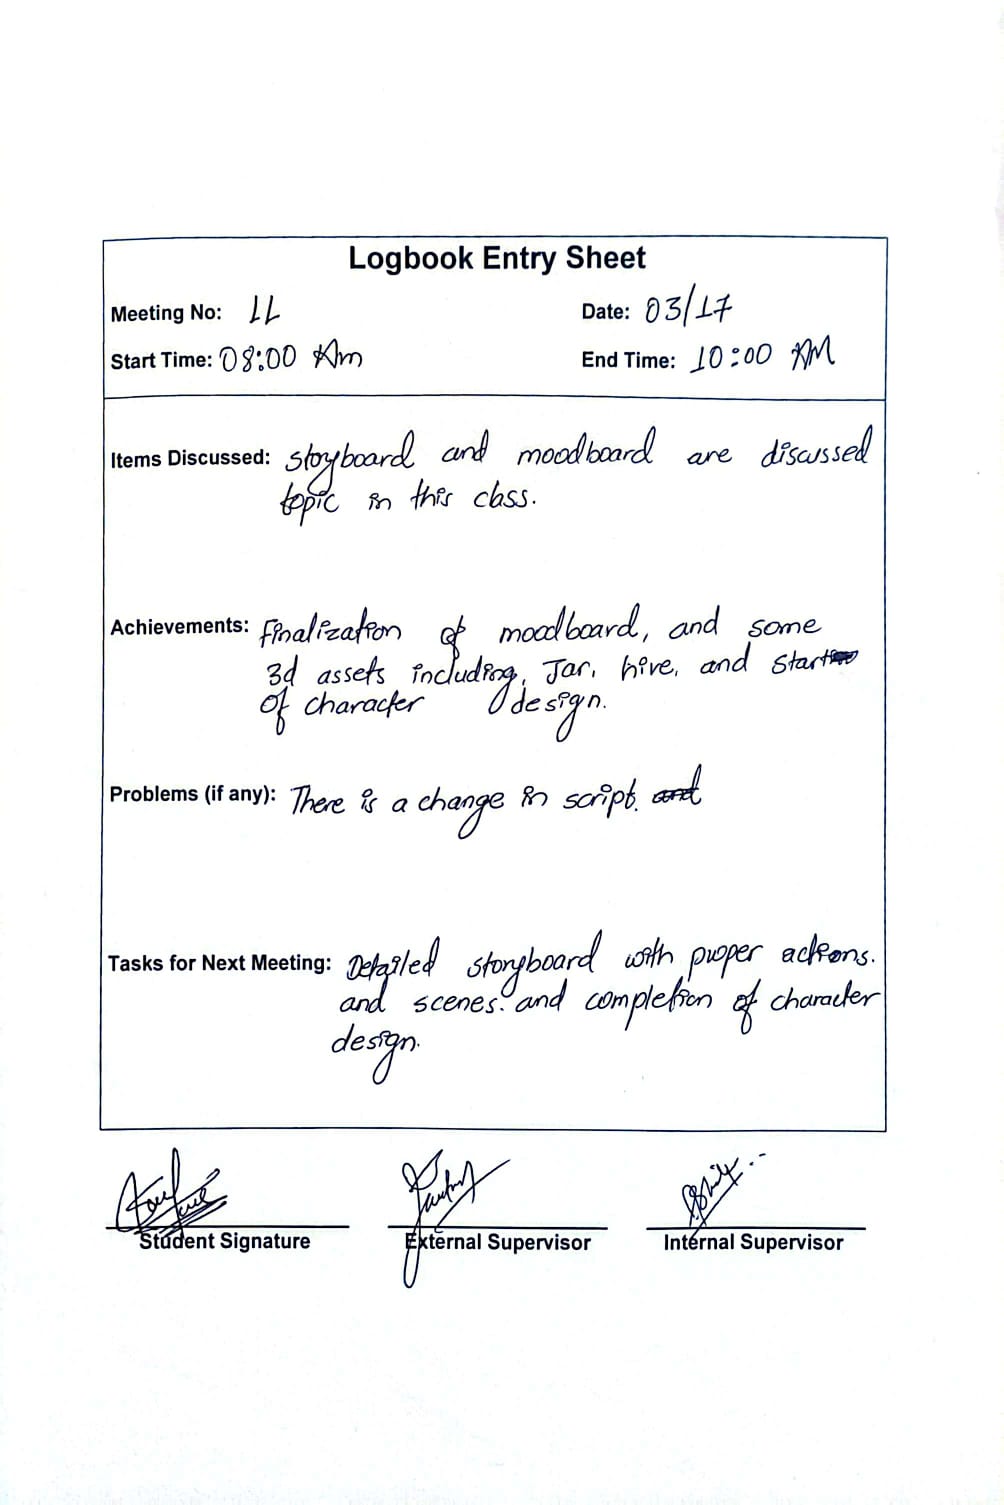 Logbook Entry Sheet
Meeting No: 11 Date: 03/17
Start Time: 08:00 Am End Time: 10:00 AM
Items Discussed: storyboard and moodboard are discussed
topic in this class.
Achievements: finalization of moodboard, and some
3d assets including, Jar, hive, and start
of character design.
Problems (if any): There is a change in script. and
Tasks for Next Meeting: Detailed storyboard with proper actions.
and scenes. and completion of character
design.
Student Signature External Supervisor Internal Supervisor